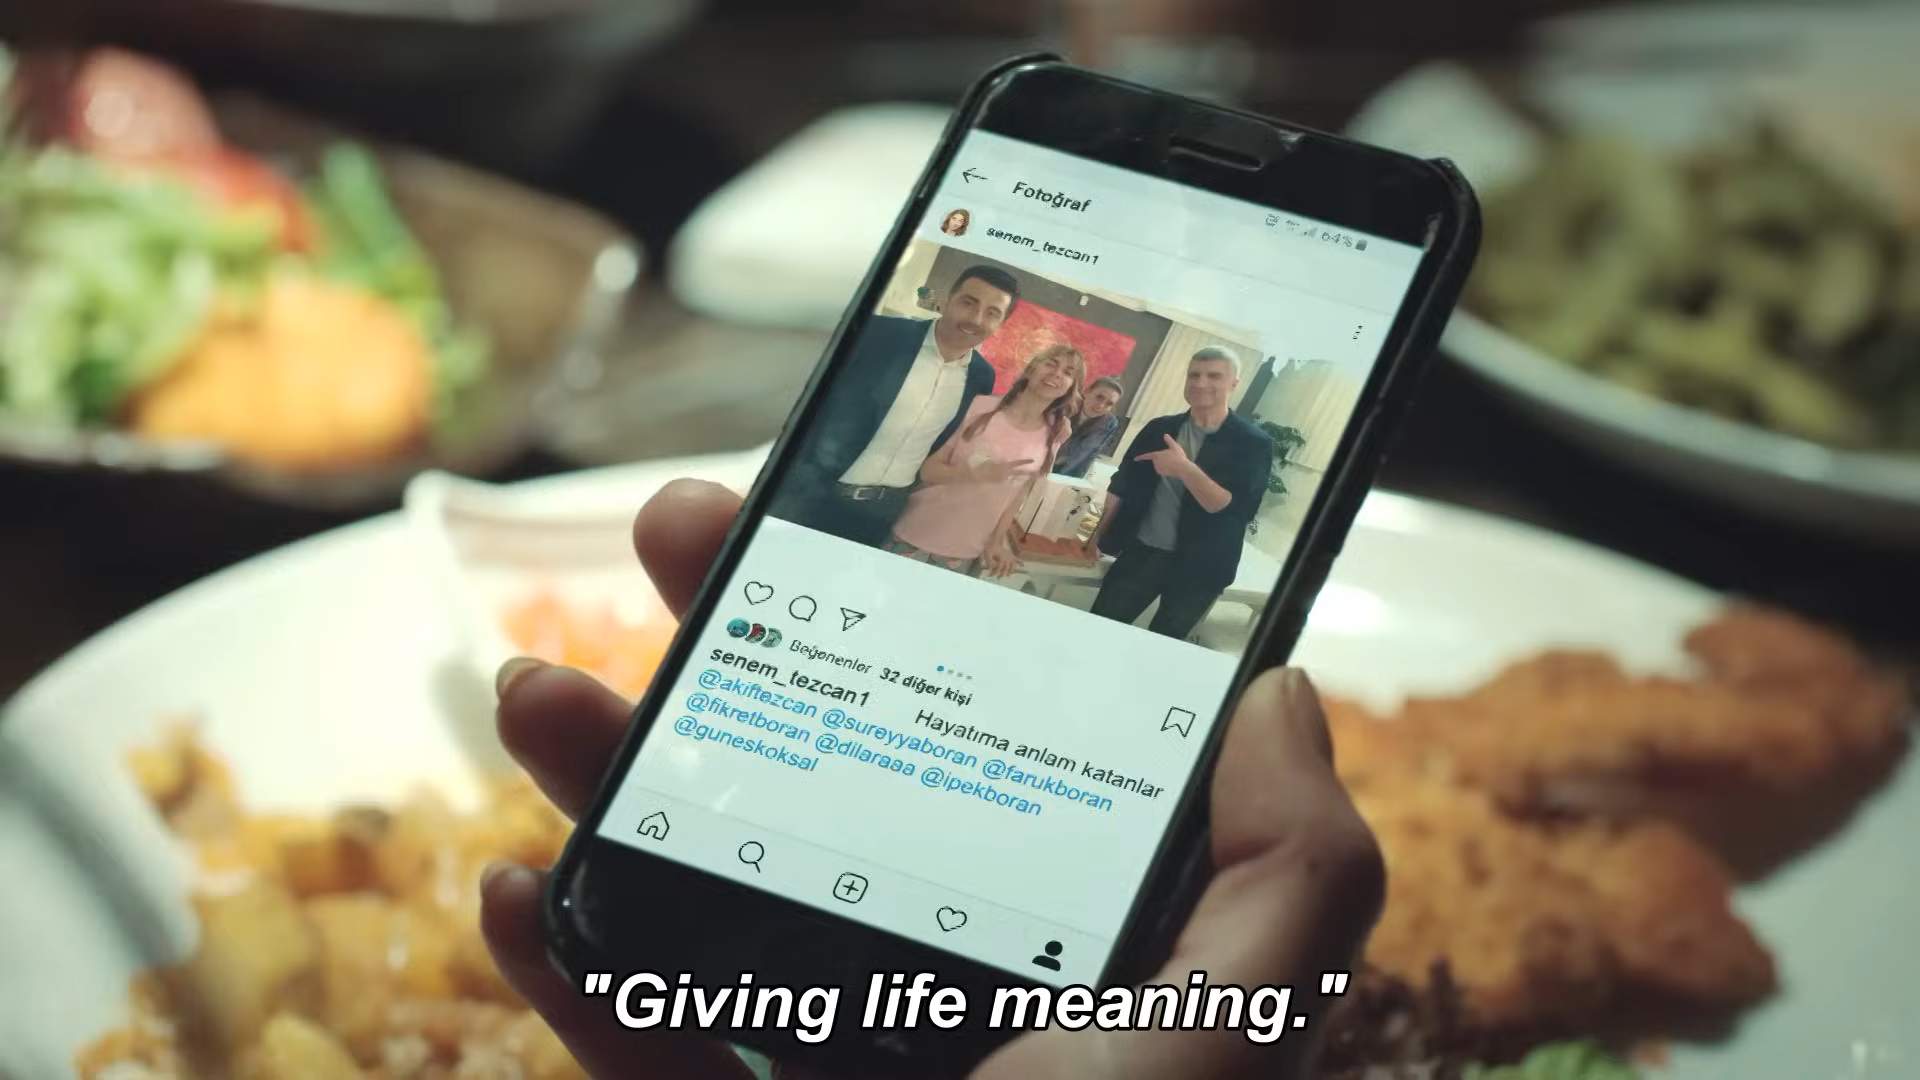 Fotoğraf
64%
senem_tezcan1
Beğenenler 32 diğer kişi
senem_tezcan1 Hayatıma anlam katanlar
@akiftezcan @sureyyaboran @farukboran
@fikretboran @dilaraaa @ipekboran
@guneskoksal
"Giving life meaning."